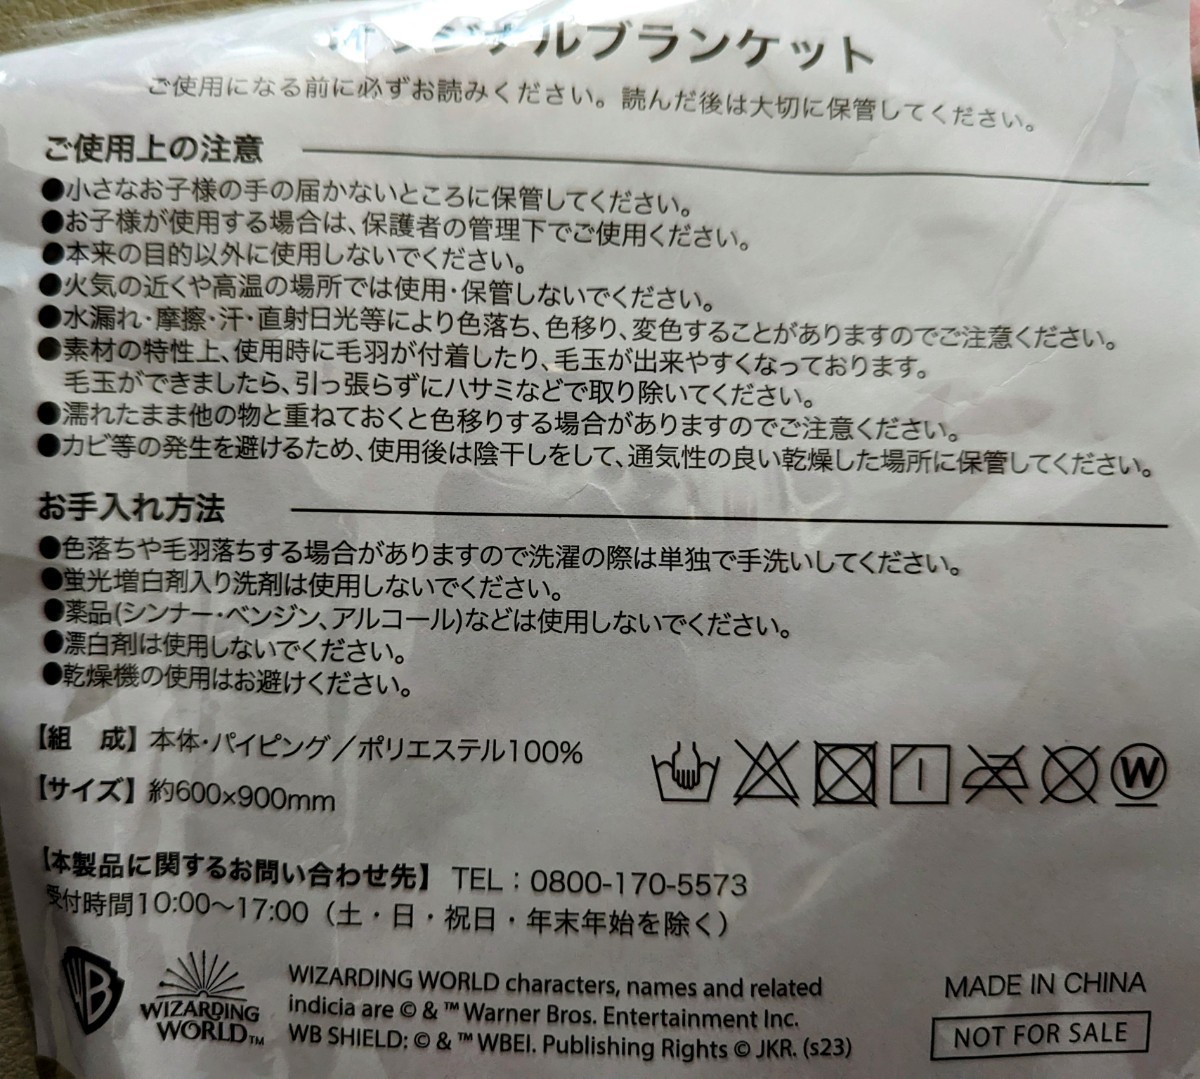 オリジナルブランケット
ご使用になる前に必ずお読みください。読んだ後は大切に保管してください。
ご使用上の注意
●小さなお子様の手の届かないところに保管してください。
●お子様が使用する場合は、保護者の管理下でご使用ください。
●本来の目的以外に使用しないでください。
●火気の近くや高温の場所では使用・保管しないでください。
●水漏れ・摩擦・汗・直射日光等により色落ち、色移り、変色することがありますのでご注意ください。
●素材の特性上、使用時に毛羽が付着したり、毛玉が出来やすくなっております。
毛玉ができましたら、引っ張らずにハサミなどで取り除いてください。
●濡れたまま他の物と重ねておくと色移りする場合がありますのでご注意ください。
●カビ等の発生を避けるため、使用後は陰干しをして、通気性の良い乾燥した場所に保管してください。
お手入れ方法
●色落ちや毛羽落ちする場合がありますので洗濯の際は単独で手洗いしてください。
●蛍光増白剤入り洗剤は使用しないでください。
●薬品(シンナー・ベンジン、アルコール)などは使用しないでください。
●漂白剤は使用しないでください。
●乾燥機の使用はお避けください。
【組　成】本体・パイピング／ポリエステル100%
【サイズ】約600×900mm
W
【本製品に関するお問い合わせ先】 TEL：0800-170-5573
受付時間10:00～17:00（土・日・祝日・年末年始を除く）
WB
WIZARDING
WORLD™
WIZARDING WORLD characters, names and related
indicia are © & ™ Warner Bros. Entertainment Inc.
WB SHIELD: © & ™ WBEI. Publishing Rights © JKR. (s23)
MADE IN CHINA
NOT FOR SALE